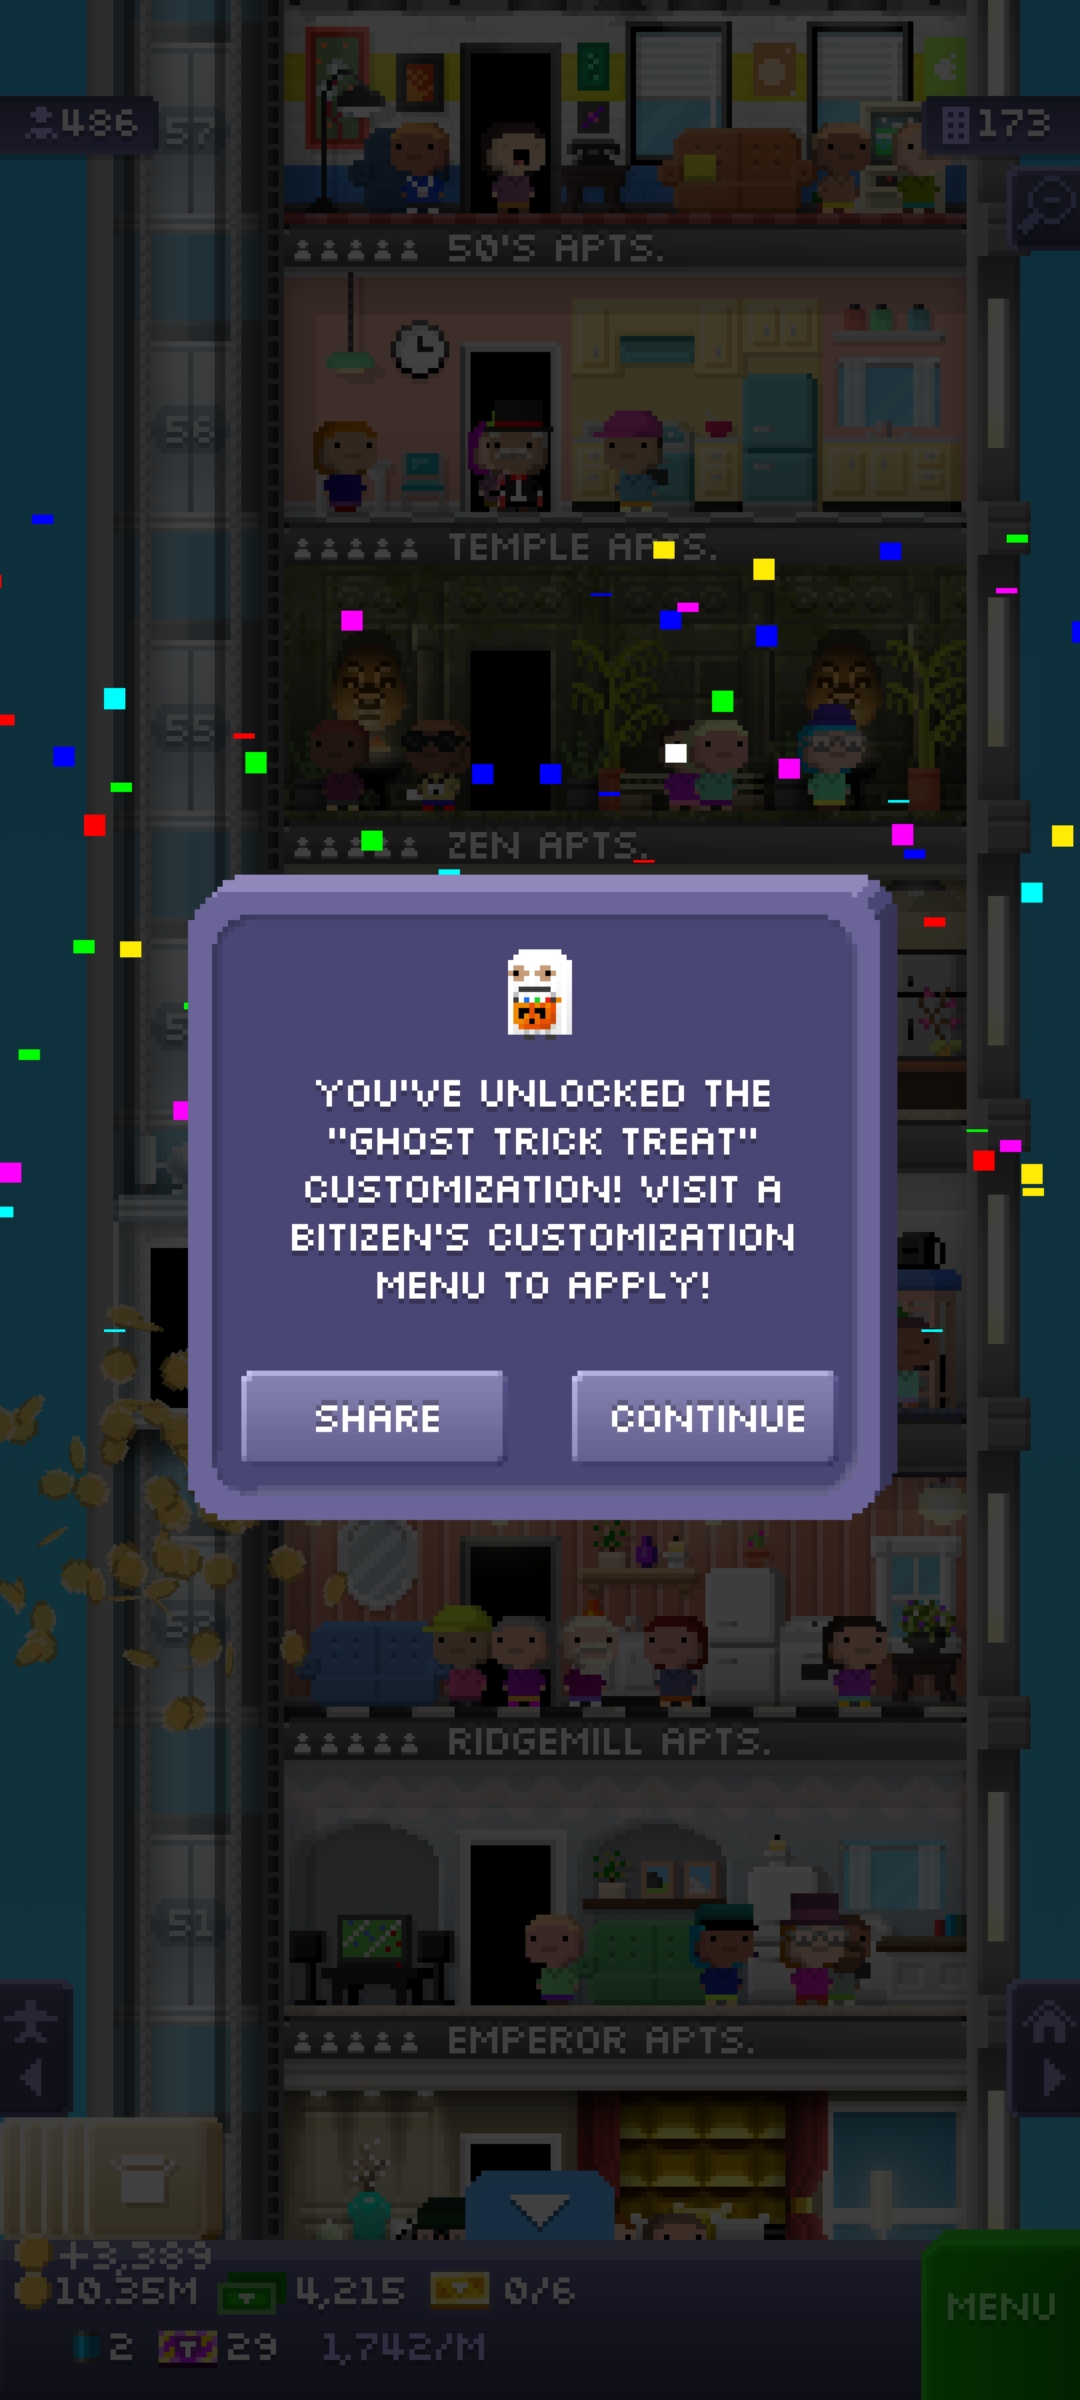 486
57
173
50'S APTS.
58
TEMPLE APTS.
55
ZEN APTS.
YOU'VE UNLOCKED THE
"GHOST TRICK TREAT"
CUSTOMIZATION! VISIT A
BITIZEN'S CUSTOMIZATION
MENU TO APPLY!
SHARE
CONTINUE
RIDGEMILL APTS.
51
EMPEROR APTS.
+3,389
10.35M
4,215
0/6
MENU
2
29
1,742/M